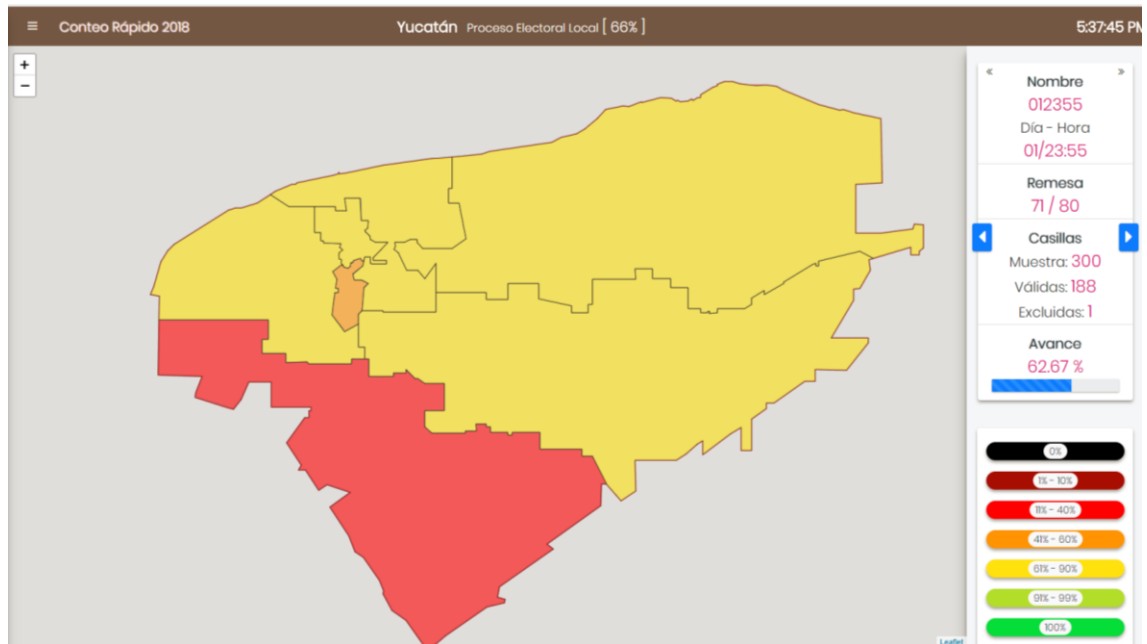 ≡ Conteo Rápido 2018 Yucatán Proceso Electoral Local [ 66% ] 5:37:45 PM
+
−
« »
Nombre
012355
Día - Hora
01/23:55
Remesa
71 / 80
Casillas
Muestra: 300
Válidas: 188
Excluidas: 1
Avance
62.67 %
0%
1% - 10%
11% - 40%
41% - 60%
61% - 90%
91% - 99%
100%
Leaflet